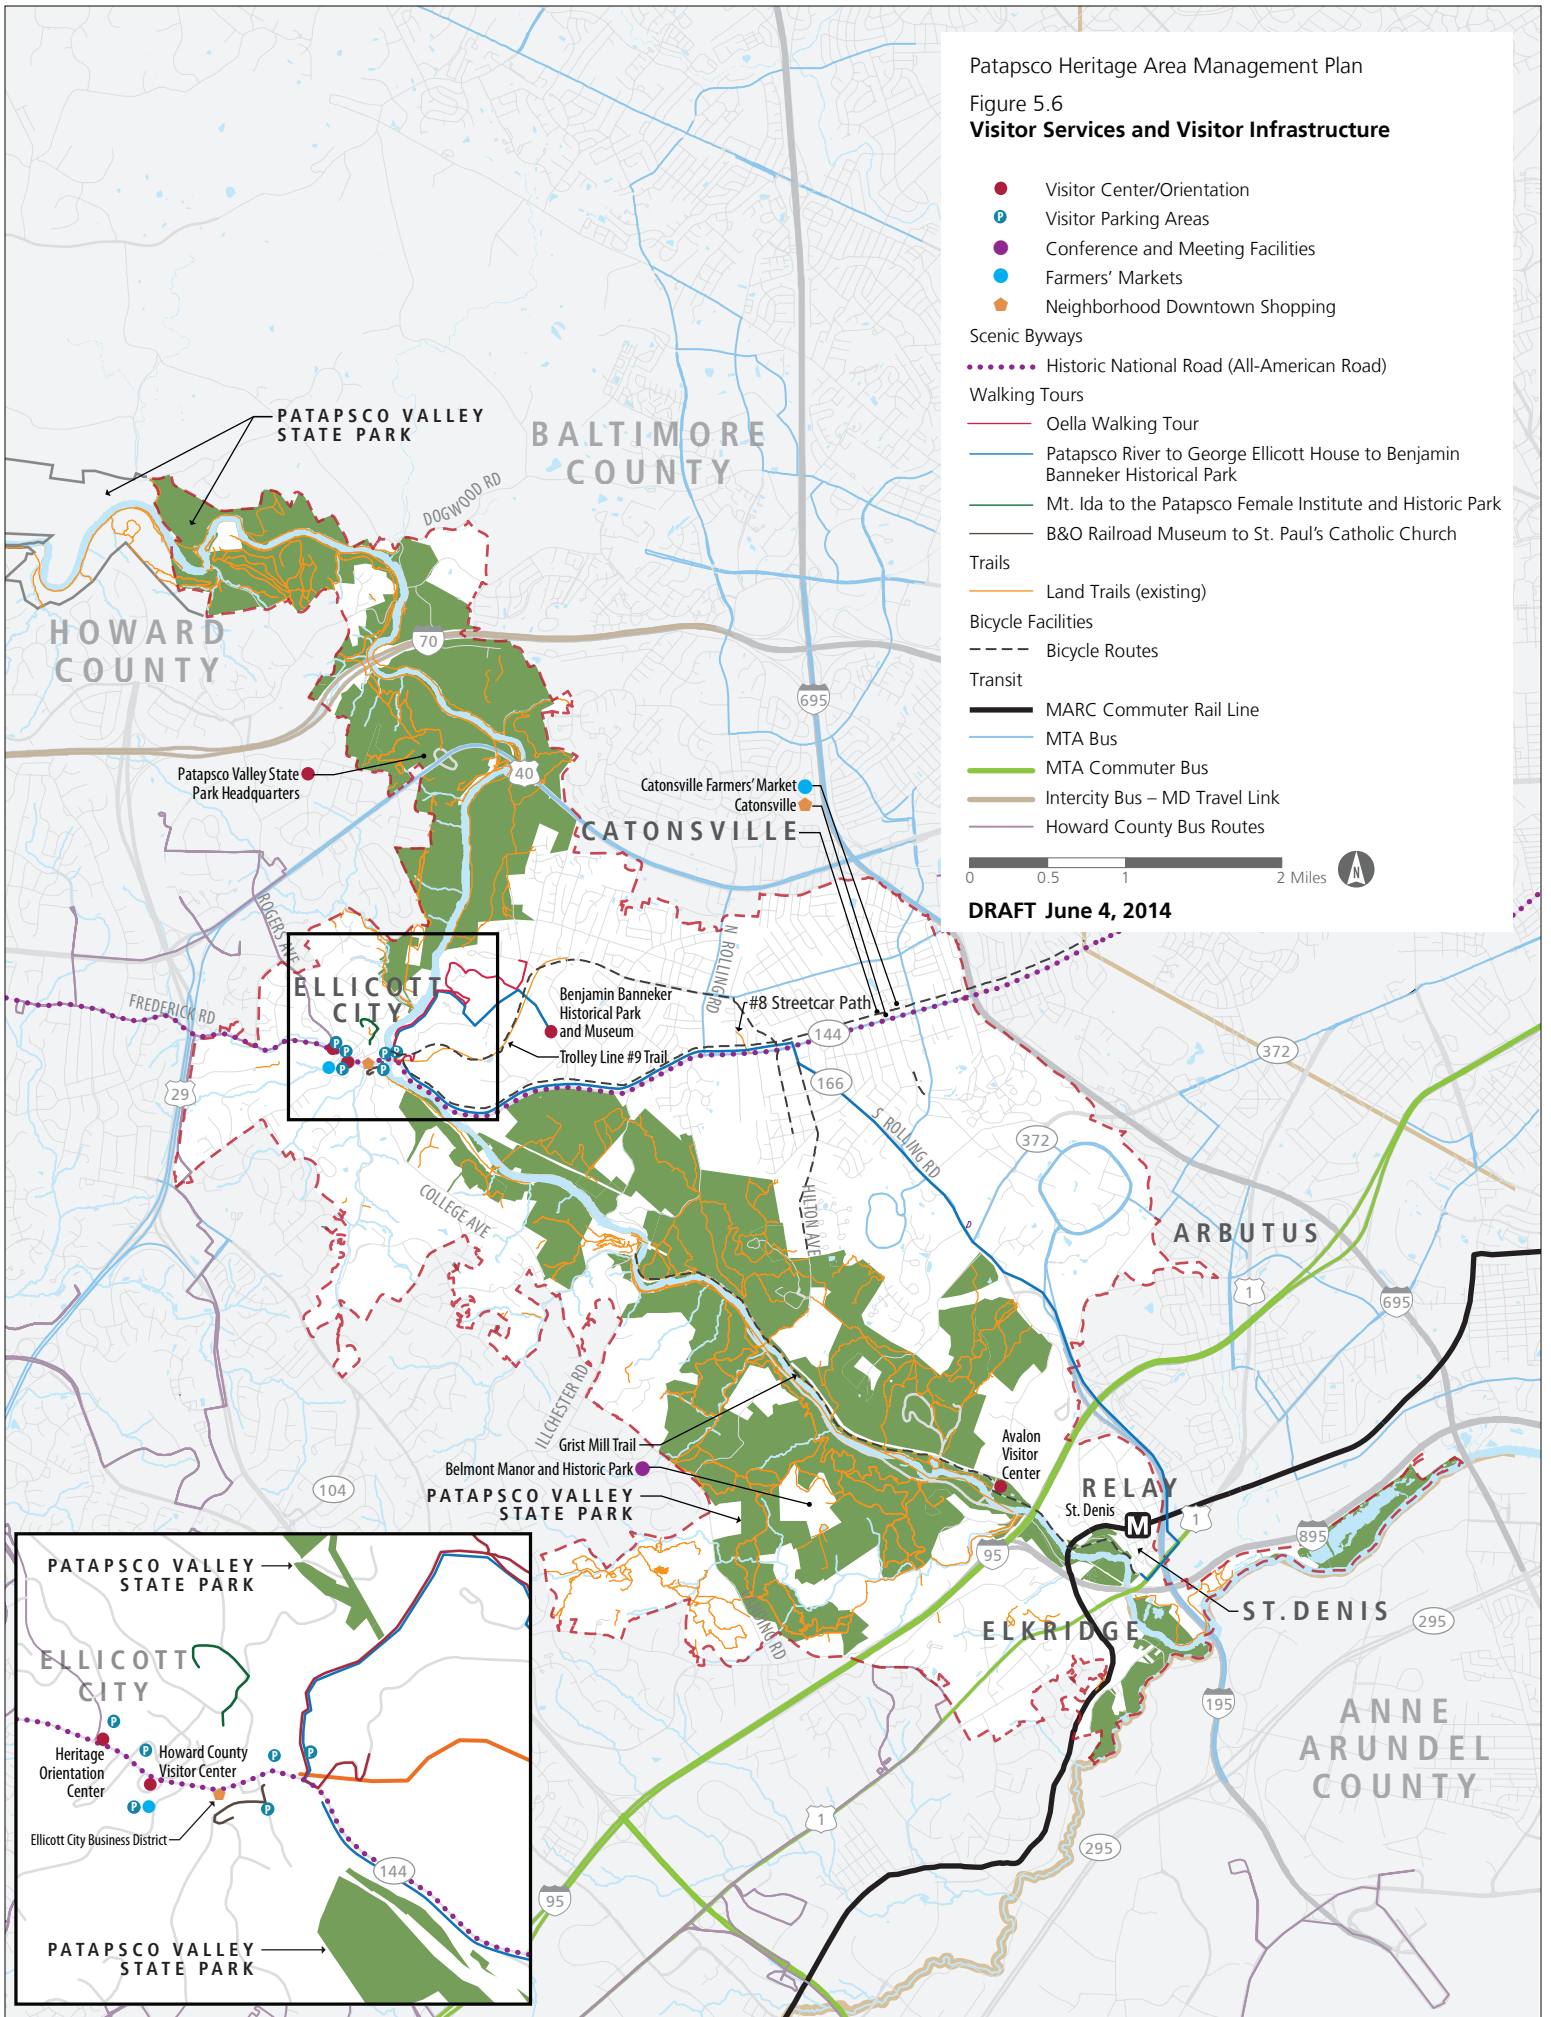 Patapsco Heritage Area Management Plan
Figure 5.6
Visitor Services and Visitor Infrastructure
Visitor Center/Orientation
P
Visitor Parking Areas
Conference and Meeting Facilities
Farmers' Markets
Neighborhood Downtown Shopping
Scenic Byways
Historic National Road (All-American Road)
Walking Tours
Oella Walking Tour
Patapsco River to George Ellicott House to Benjamin
Banneker Historical Park
Mt. Ida to the Patapsco Female Institute and Historic Park
B&O Railroad Museum to St. Paul's Catholic Church
Trails
Land Trails (existing)
Bicycle Facilities
Bicycle Routes
Transit
MARC Commuter Rail Line
MTA Bus
MTA Commuter Bus
Intercity Bus – MD Travel Link
Howard County Bus Routes
0 0.5 1 2 Miles
N
DRAFT June 4, 2014
PATAPSCO VALLEY
STATE PARK
BALTIMORE
COUNTY
DOGWOOD RD
HOWARD
COUNTY
70
695
40
Patapsco Valley State
Park Headquarters
Catonsville Farmers' Market
Catonsville
CATONSVILLE
ROGERS AVE
N ROLLING RD
ELLICOTT
CITY
FREDERICK RD
Benjamin Banneker
Historical Park
and Museum
#8 Streetcar Path
Trolley Line #9 Trail
144
166
372
29
P
P
P
P
P
P
S ROLLING RD
372
COLLEGE AVE
HILTON AVE
ARBUTUS
1
695
ILLCHESTER RD
Grist Mill Trail
Belmont Manor and Historic Park
PATAPSCO VALLEY
STATE PARK
104
Avalon
Visitor
Center
RELAY
St. Denis
M
1
895
95
ST. DENIS
ELKRIDGE
295
ING RD
195
ANNE
ARUNDEL
COUNTY
1
295
95
PATAPSCO VALLEY
STATE PARK
ELLICOTT
CITY
P
P
P
P
Heritage
Orientation
Center
Howard County
Visitor Center
P
P
Ellicott City Business District
144
PATAPSCO VALLEY
STATE PARK